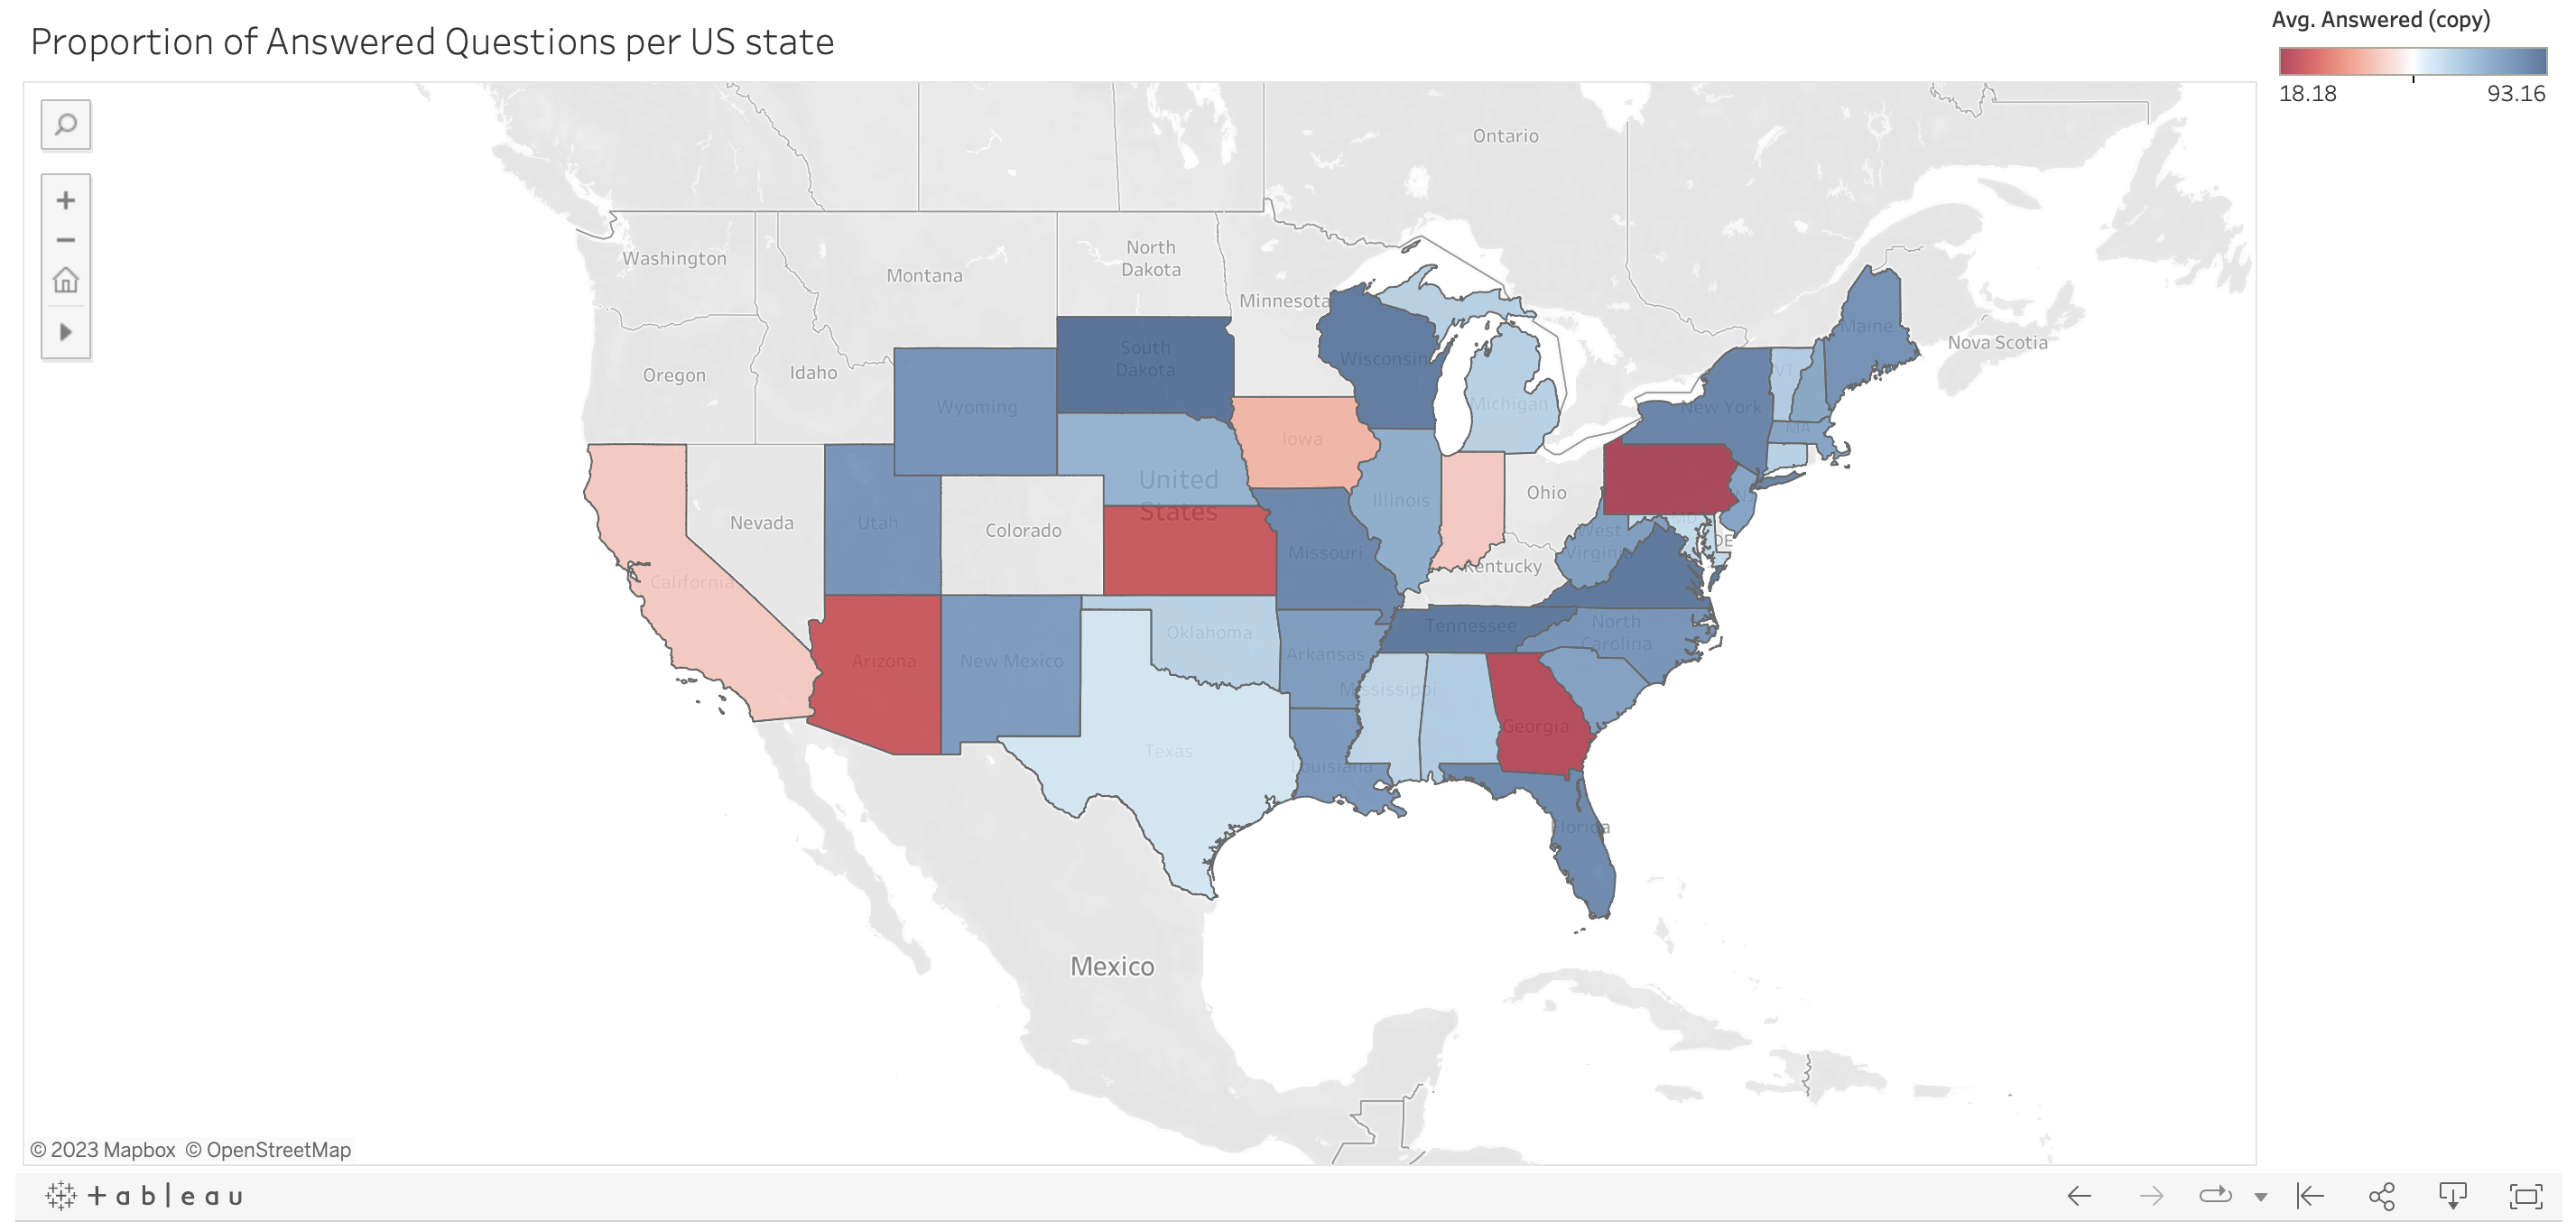 Proportion of Answered Questions per US state
Avg. Answered (copy)
18.18
93.16
Ontario
Washington
Montana
North
Dakota
Minnesota
Oregon
Idaho
Wyoming
South
Dakota
Wisconsin
Michigan
Maine
Nova Scotia
VT
New York
MA
Iowa
United
States
Nevada
Utah
Colorado
Illinois
Ohio
NJ
MD
DE
West
Virginia
Kentucky
Missouri
California
Arizona
New Mexico
Oklahoma
Arkansas
Tennessee
North
Carolina
Mississippi
Georgia
Texas
Louisiana
Florida
Mexico
© 2023 Mapbox © OpenStreetMap
+ a b | e a u